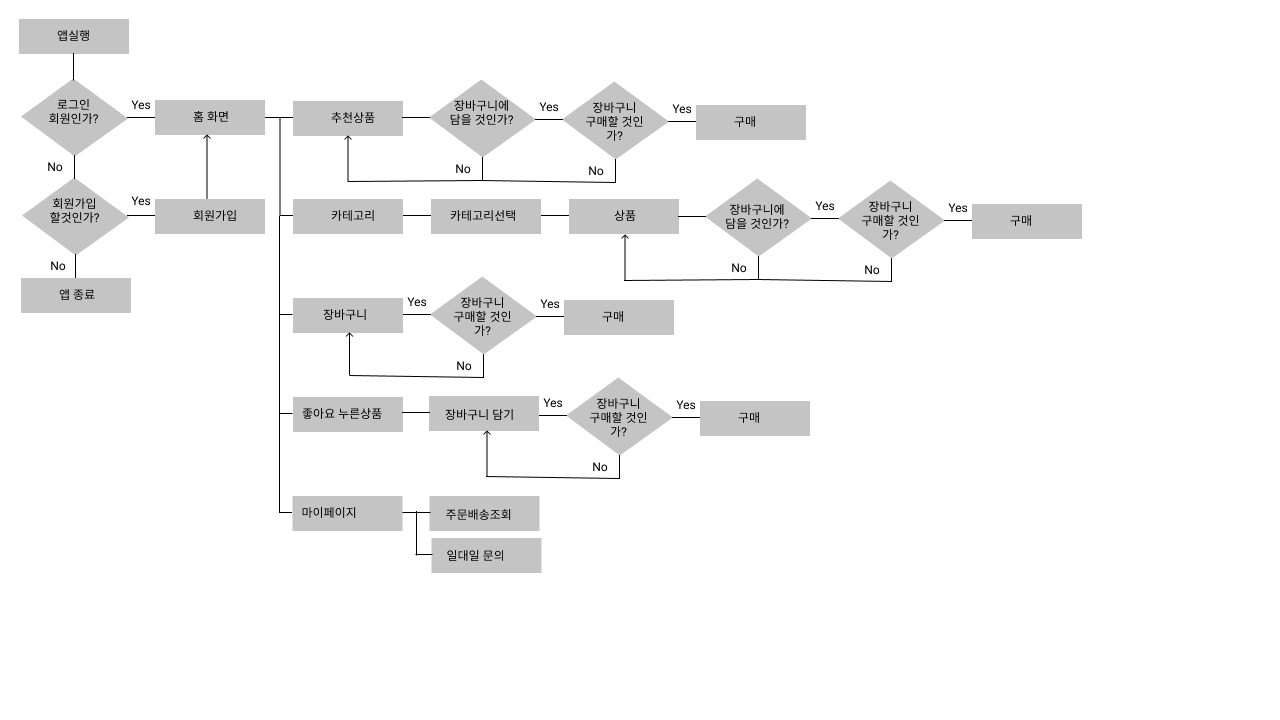 앱실행
로그인
회원인가?
Yes
홈 화면
No
회원가입
할것인가?
Yes
회원가입
No
앱 종료
추천상품
장바구니에
담을 것인가?
Yes
장바구니
구매할 것인
가?
Yes
구매
No
No
카테고리
카테고리선택
상품
장바구니에
담을 것인가?
Yes
장바구니
구매할 것인
가?
Yes
구매
No
No
장바구니
Yes
장바구니
구매할 것인
가?
Yes
구매
No
좋아요 누른상품
장바구니 담기
Yes
장바구니
구매할 것인
가?
Yes
구매
No
마이페이지
주문배송조회
일대일 문의